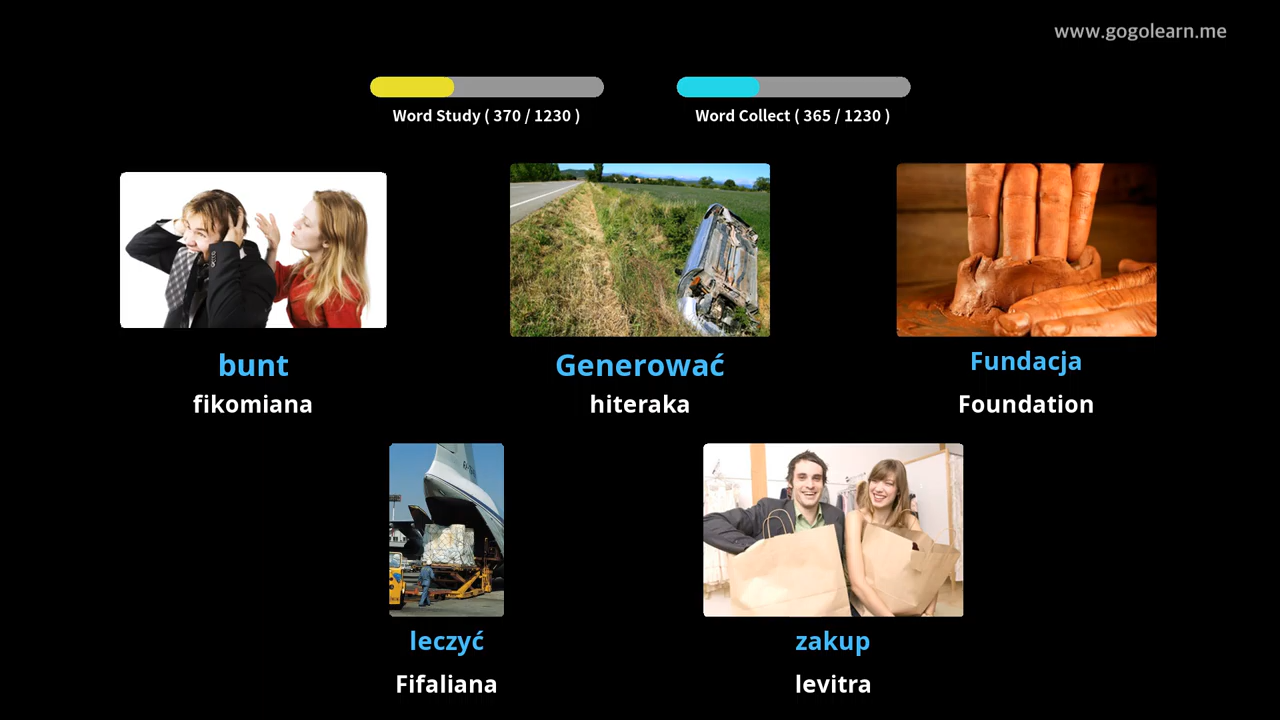 www.gogolearn.me
Word Study ( 370 / 1230 )
Word Collect ( 365 / 1230 )
bunt
fikomiana
Generować
hiteraka
Fundacja
Foundation
leczyć
Fifaliana
zakup
levitra